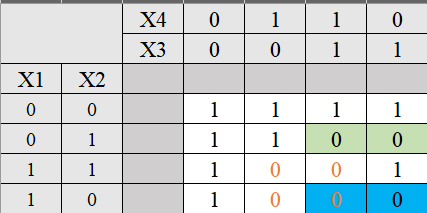 X4 0 1 1 0
X3 0 0 1 1
X1 X2
0 0 1 1 1 1
0 1 1 1 0 0
1 1 1 0 0 1
1 0 1 0 0 0